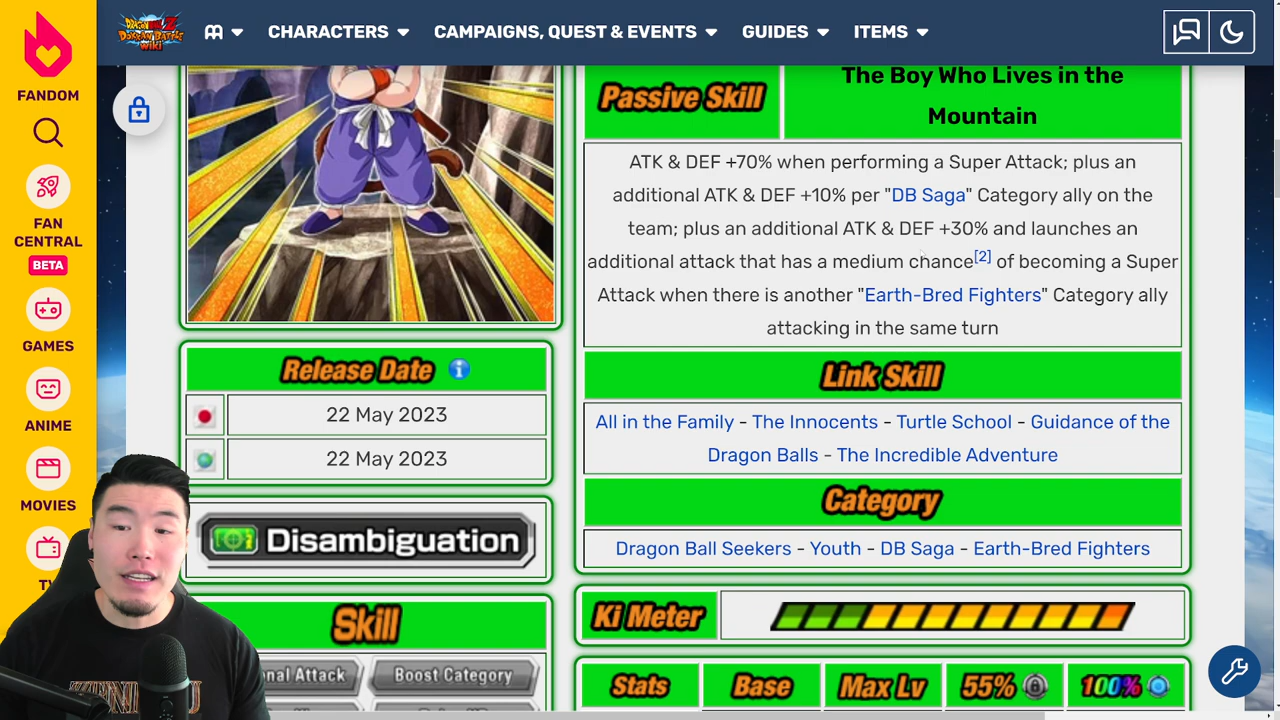 DRAGON BALL Z
DOKKAN BATTLE
WIKI
CHARACTERS
CAMPAIGNS, QUEST & EVENTS
GUIDES
ITEMS
FANDOM
FAN
CENTRAL
BETA
GAMES
ANIME
MOVIES
Passive Skill
The Boy Who Lives in the
Mountain
ATK & DEF +70% when performing a Super Attack; plus an
additional ATK & DEF +10% per "DB Saga" Category ally on the
team; plus an additional ATK & DEF +30% and launches an
additional attack that has a medium chance[2] of becoming a Super
Attack when there is another "Earth-Bred Fighters" Category ally
attacking in the same turn
Release Date
22 May 2023
22 May 2023
Link Skill
All in the Family - The Innocents - Turtle School - Guidance of the
Dragon Balls - The Incredible Adventure
Category
Dragon Ball Seekers - Youth - DB Saga - Earth-Bred Fighters
Disambiguation
Skill
Boost Category
Ki Meter
Stats
Base
Max Lv
55%
100%